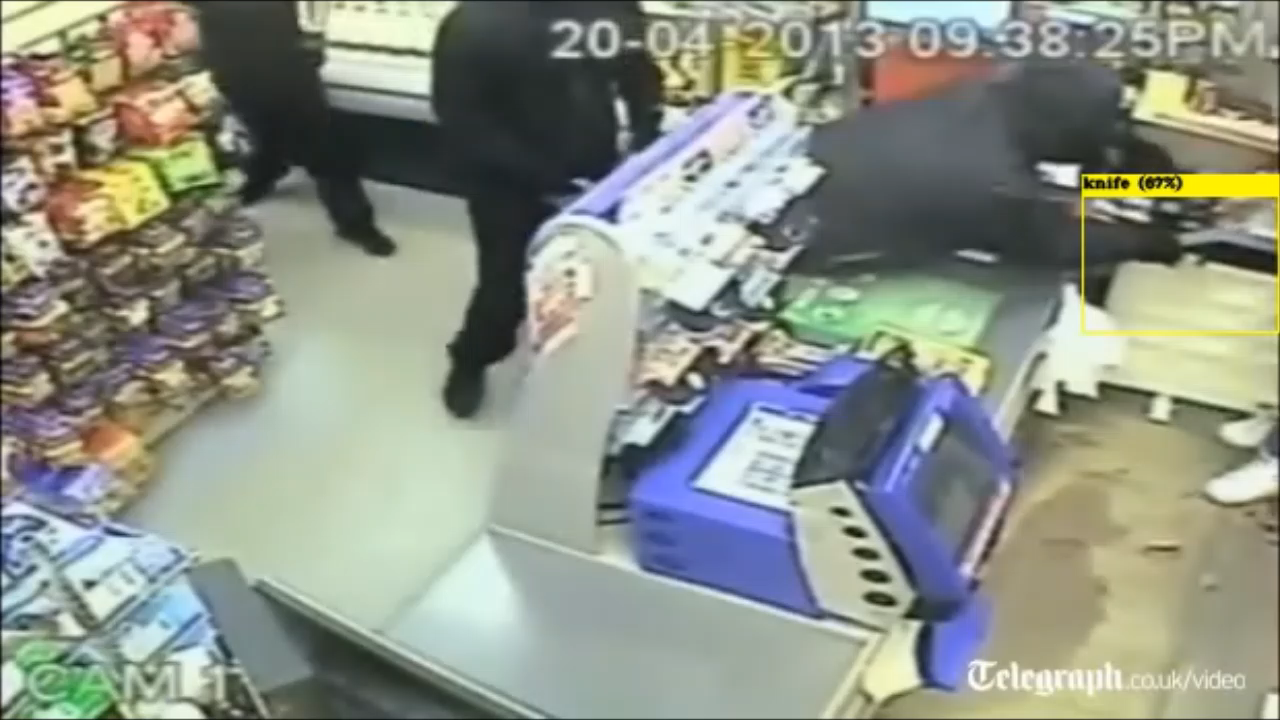 20-04-2013 09:38:25PM
knife (67%)
CAM 1
Telegraph.co.uk/video